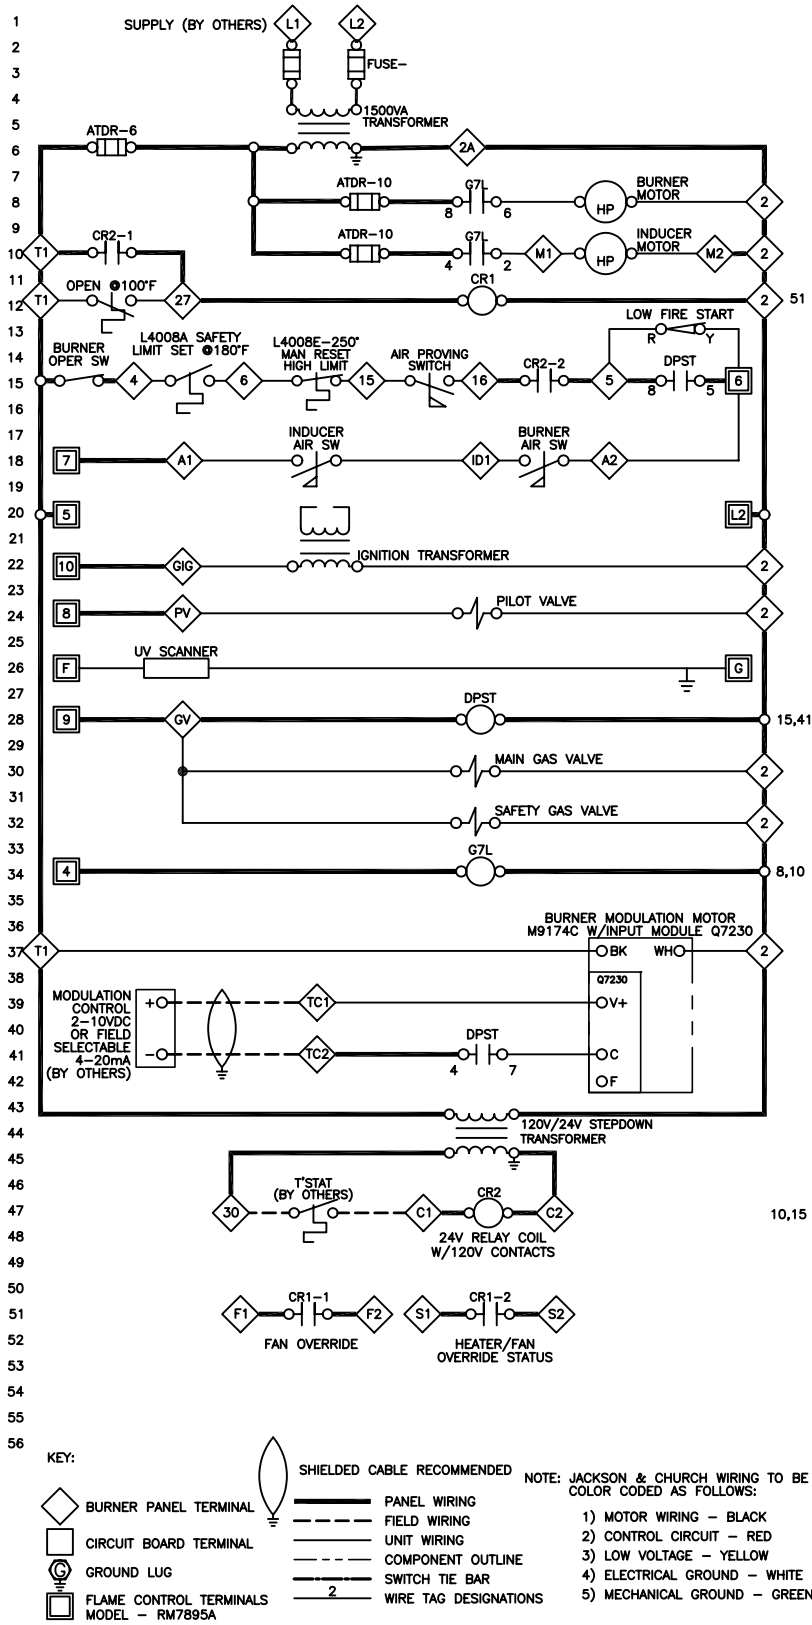 1
SUPPLY (BY OTHERS) L1 L2
2
3 FUSE-
4
1500VA
5 TRANSFORMER
ATDR-6
6 2A
7
ATDR-10 G7L BURNER
MOTOR
8 8 6 HP 2
9
ATDR-10 G7L INDUCER
MOTOR
CR2-1
10 T1 4 2 M1 HP M2 2
11 OPEN @100°F CR1
12 T1 27 2 51
LOW FIRE START
13 R Y
L4008A SAFETY L4008E-250°
14 BURNER LIMIT SET @180°F MAN RESET AIR PROVING
OPER SW HIGH LIMIT SWITCH CR2-2 DPST
15 4 6 15 16 5 8 5 6
16
17 INDUCER BURNER
AIR SW AIR SW
18 7 A1 ID1 A2
19
20 5 L2
21
IGNITION TRANSFORMER
22 10 GIG 2
23
PILOT VALVE
24 8 PV 2
25
UV SCANNER
26 F G
27
DPST
28 9 GV 15,41
29
MAIN GAS VALVE
30 2
31
SAFETY GAS VALVE
32 2
33
G7L
34 4 8,10
35
36 BURNER MODULATION MOTOR
M9174C W/INPUT MODULE Q7230
37 T1 BK WH 2
38
Q7230
MODULATION
39 CONTROL + TC1 V+
2-10VDC
40 OR FIELD
SELECTABLE DPST
41 4-20mA - TC2 4 7 C
(BY OTHERS)
42 F
43
120V/24V STEPDOWN
44 TRANSFORMER
45
46 T'STAT
(BY OTHERS) CR2
47 30 C1 C2 10,15
48 24V RELAY COIL
W/120V CONTACTS
49
50
CR1-1 CR1-2
51 F1 F2 S1 S2
52 FAN OVERRIDE HEATER/FAN
OVERRIDE STATUS
53
54
55
56
KEY:
BURNER PANEL TERMINAL
CIRCUIT BOARD TERMINAL
G GROUND LUG
FLAME CONTROL TERMINALS
MODEL - RM7895A
SHIELDED CABLE RECOMMENDED
PANEL WIRING
FIELD WIRING
UNIT WIRING
COMPONENT OUTLINE
SWITCH TIE BAR
2 WIRE TAG DESIGNATIONS
NOTE: JACKSON & CHURCH WIRING TO BE
COLOR CODED AS FOLLOWS:
1) MOTOR WIRING - BLACK
2) CONTROL CIRCUIT - RED
3) LOW VOLTAGE - YELLOW
4) ELECTRICAL GROUND - WHITE
5) MECHANICAL GROUND - GREEN